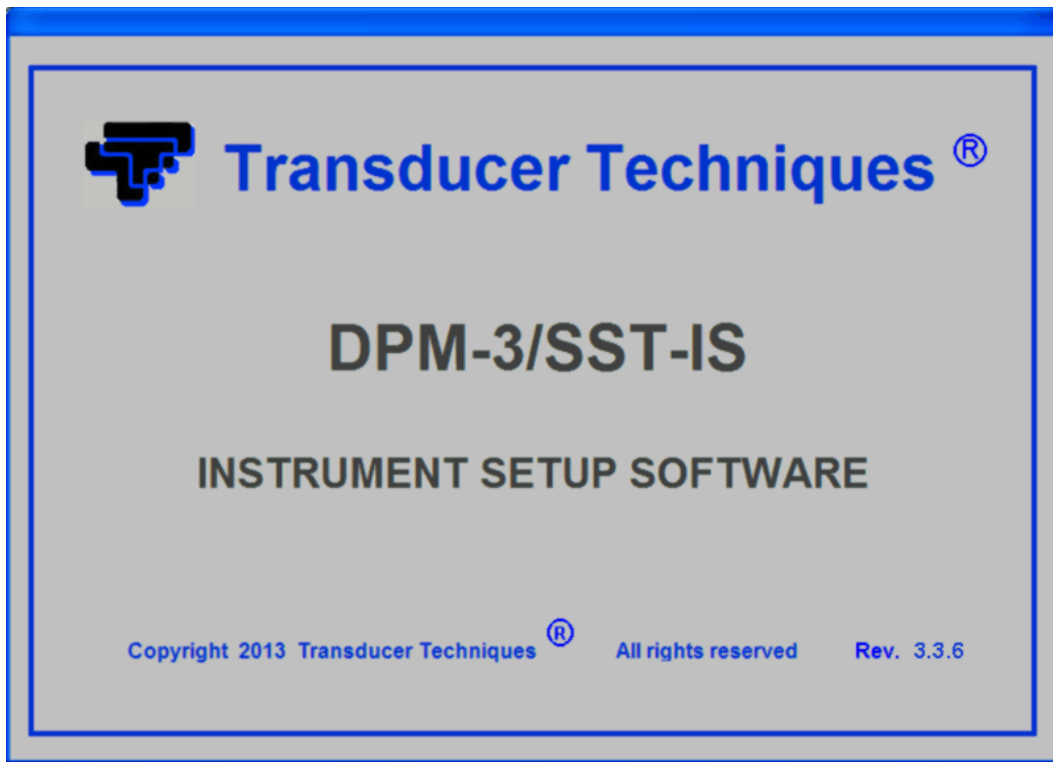 Transducer Techniques ®
DPM-3/SST-IS
INSTRUMENT SETUP SOFTWARE
Copyright 2013 Transducer Techniques ® All rights reserved Rev. 3.3.6